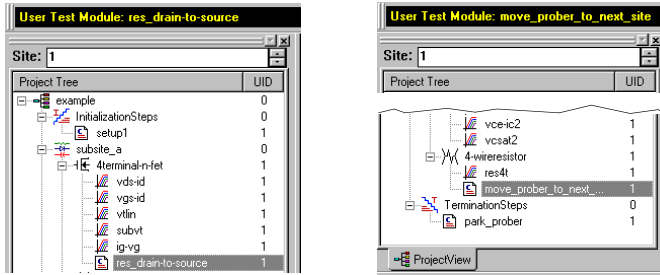 User Test Module: res_drain-to-source
Site: 1
Project Tree UID
example 0
InitializationSteps 0
setup1 1
subsite_a 0
4terminal-n-fet 1
vds-id 1
vgs-id 1
vtlin 1
subvt 1
ig-vg 1
res_drain-to-source 1
User Test Module: move_prober_to_next_site
Site: 1
Project Tree UID
vce-ic2 1
vcsat2 1
4-wireresistor 1
res4t 1
move_prober_to_next_... 1
TerminationSteps 0
park_prober 1
ProjectView